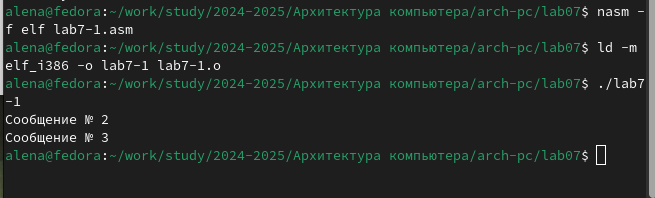 alena@fedora:~/work/study/2024-2025/Архитектура компьютера/arch-pc/lab07$ nasm -
f elf lab7-1.asm
alena@fedora:~/work/study/2024-2025/Архитектура компьютера/arch-pc/lab07$ ld -m
elf_i386 -o lab7-1 lab7-1.o
alena@fedora:~/work/study/2024-2025/Архитектура компьютера/arch-pc/lab07$ ./lab7
-1
Сообщение № 2
Сообщение № 3
alena@fedora:~/work/study/2024-2025/Архитектура компьютера/arch-pc/lab07$